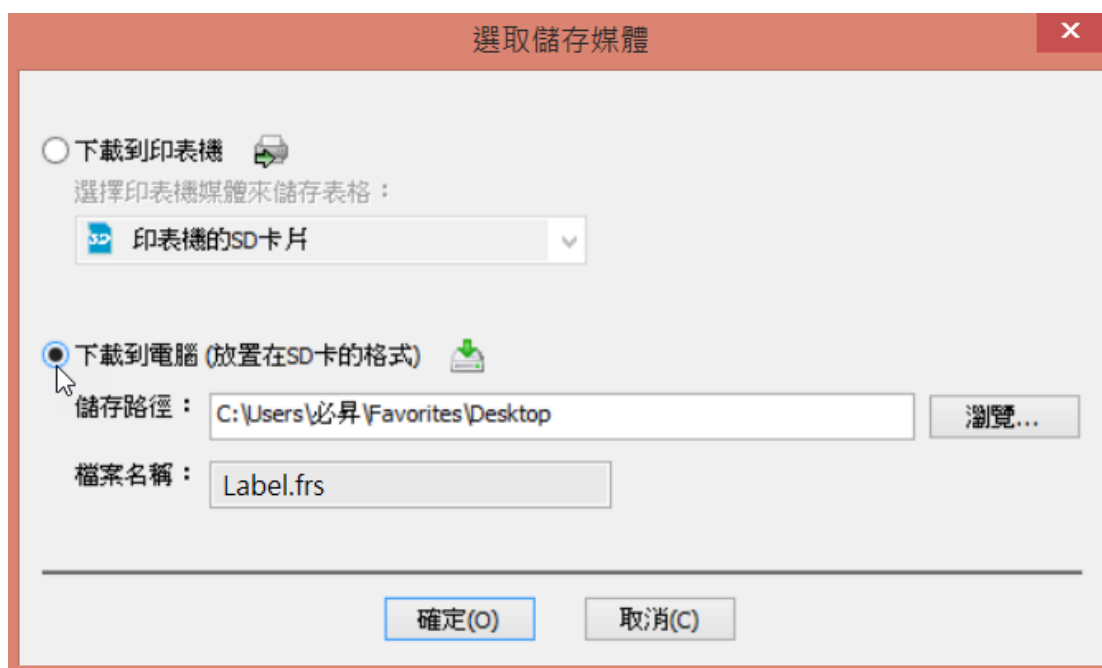 選取儲存媒體
下載到印表機
選擇印表機媒體來儲存表格：
SD 印表機的SD卡片
下載到電腦 (放置在SD卡的格式)
儲存路徑： C:\Users\必昇\Favorites\Desktop 瀏覽...
檔案名稱： Label.frs
確定(O) 取消(C)